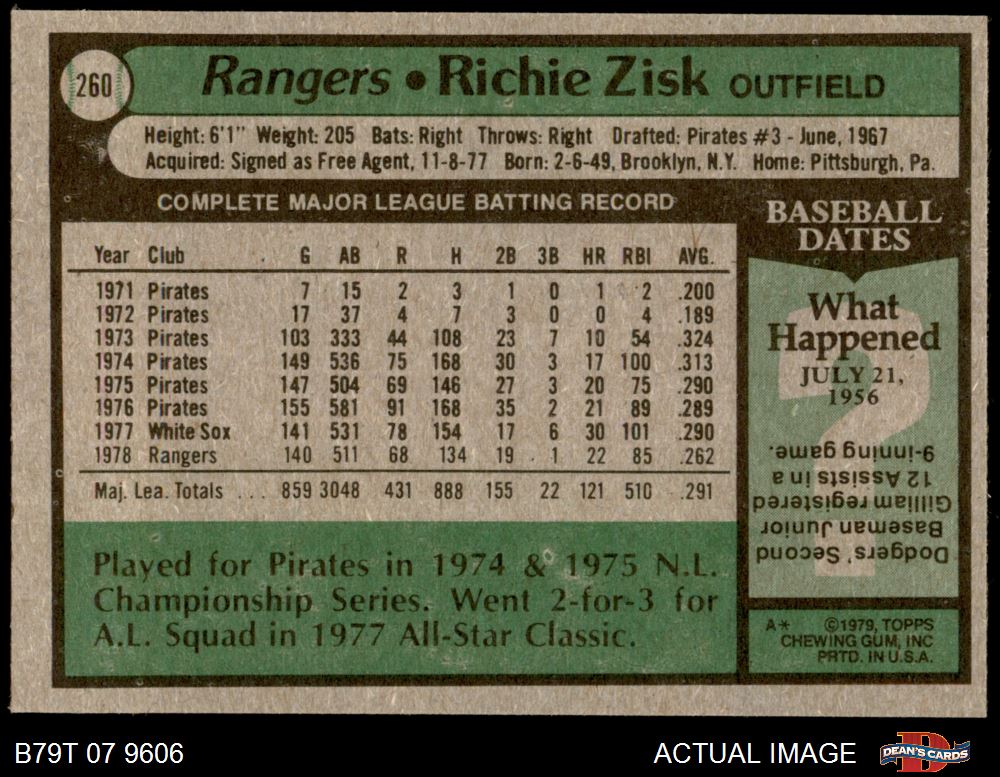 260
Rangers • Richie Zisk OUTFIELD
Height: 6'1" Weight: 205 Bats: Right Throws: Right Drafted: Pirates #3 - June, 1967
Acquired: Signed as Free Agent, 11-8-77 Born: 2-6-49, Brooklyn, N.Y. Home: Pittsburgh, Pa.
COMPLETE MAJOR LEAGUE BATTING RECORD
Year Club G AB R H 2B 3B HR RBI AVG.
1971 Pirates 7 15 2 3 1 0 1 2 .200
1972 Pirates 17 37 4 7 3 0 0 4 .189
1973 Pirates 103 333 44 108 23 7 10 54 .324
1974 Pirates 149 536 75 168 30 3 17 100 .313
1975 Pirates 147 504 69 146 27 3 20 75 .290
1976 Pirates 155 581 91 168 35 2 21 89 .289
1977 White Sox 141 531 78 154 17 6 30 101 .290
1978 Rangers 140 511 68 134 19 1 22 85 .262
Maj. Lea. Totals ... 859 3048 431 888 155 22 121 510 .291
Played for Pirates in 1974 & 1975 N.L.
Championship Series. Went 2-for-3 for
A.L. Squad in 1977 All-Star Classic.
BASEBALL
DATES
What
Happened
JULY 21,
1956
?
Dodgers' Second
Baseman Junior
Gilliam registered
12 Assists in a
9-inning game.
A* ©1979, TOPPS
CHEWING GUM, INC
PRTD. IN U.S.A.
B79T 07 9606
ACTUAL IMAGE
DEAN'S CARDS